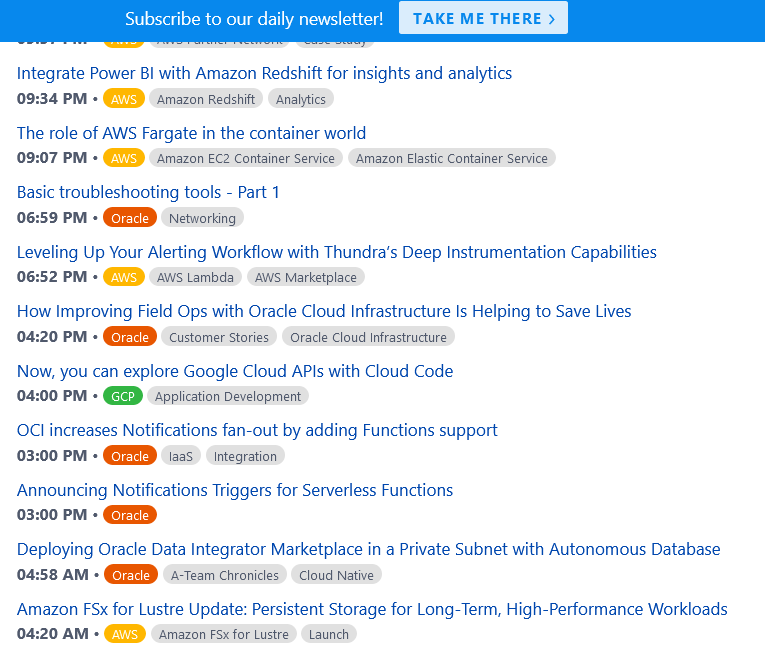 Subscribe to our daily newsletter!
TAKE ME THERE >
Integrate Power BI with Amazon Redshift for insights and analytics
09:34 PM • AWS Amazon Redshift Analytics
The role of AWS Fargate in the container world
09:07 PM • AWS Amazon EC2 Container Service Amazon Elastic Container Service
Basic troubleshooting tools - Part 1
06:59 PM • Oracle Networking
Leveling Up Your Alerting Workflow with Thundra’s Deep Instrumentation Capabilities
06:52 PM • AWS AWS Lambda AWS Marketplace
How Improving Field Ops with Oracle Cloud Infrastructure Is Helping to Save Lives
04:20 PM • Oracle Customer Stories Oracle Cloud Infrastructure
Now, you can explore Google Cloud APIs with Cloud Code
04:00 PM • GCP Application Development
OCI increases Notifications fan-out by adding Functions support
03:00 PM • Oracle IaaS Integration
Announcing Notifications Triggers for Serverless Functions
03:00 PM • Oracle
Deploying Oracle Data Integrator Marketplace in a Private Subnet with Autonomous Database
04:58 AM • Oracle A-Team Chronicles Cloud Native
Amazon FSx for Lustre Update: Persistent Storage for Long-Term, High-Performance Workloads
04:20 AM • AWS Amazon FSx for Lustre Launch